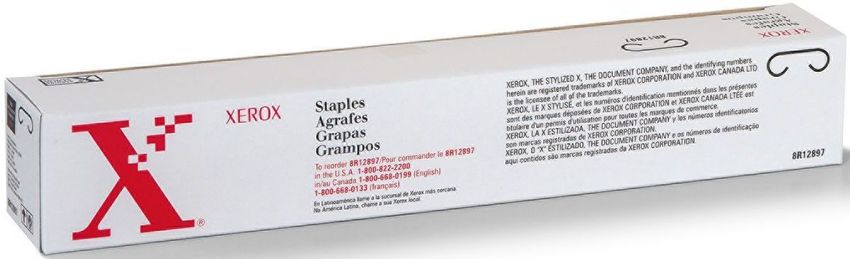 Staples
Agrafes
Grapas
Grampos
XEROX
8R12897
X
XEROX
Staples
Agrafes
Grapas
Grampos
To reorder 8R12897/Pour commander le 8R12897
in the U.S.A. 1-800-822-2200
in/au Canada 1-800-668-0199 (English)
1-800-668-0133 (français)
En Latinoamérica llame a la sucursal de Xerox más cercana.
Na América Latina, chame a sua Xerox local.
XEROX, THE STYLIZED X, THE DOCUMENT COMPANY, and the identifying numbers
herein are registered trademarks of XEROX CORPORATION and XEROX CANADA LTD
is the licensee of all of the trademarks.
XEROX, LE X STYLISÉ, et les numéros d'identification mentionnés dans les présentes
sont des marques déposées de XEROX CORPORATION et XEROX CANADA LTÉE est
titulaire d'un permis d'utilisation pour toutes les marques de commerce.
XEROX, LA X ESTILIZADA, THE DOCUMENT COMPANY y los números identificatorios
son marcas registradas de XEROX CORPORATION.
XEROX, O "X" ESTILIZADO, THE DOCUMENT COMPANY e os números de identificação
aqui contidos são marcas registradas da XEROX CORPORATION.
8R12897